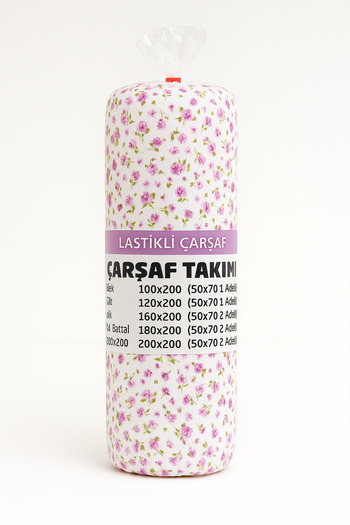 LASTİKLİ ÇARŞAF
ÇARŞAF TAKIMI
100x200 (50x70 1 Adet)
120x200 (50x70 1 Adet)
160x200 (50x70 2 Adet)
Battal 180x200 (50x70 2 Adet)
200x200 200x200 (50x70 2 Adet)